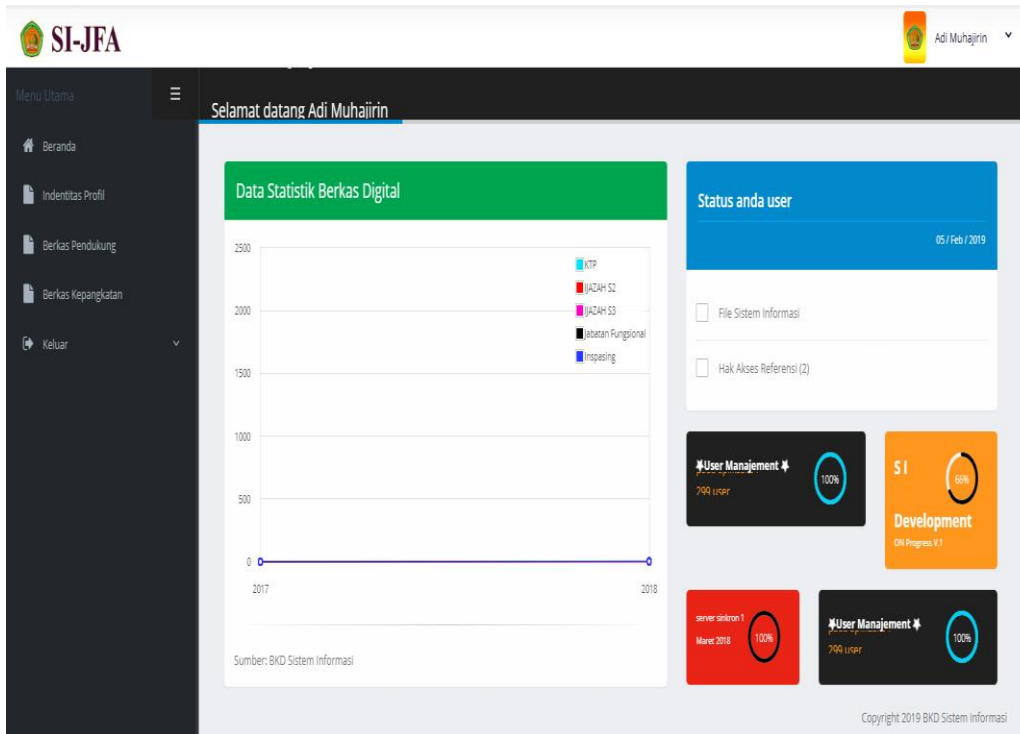 SI-JFA
Adi Muhajirin
Menu Utama
Selamat datang Adi Muhajirin
Beranda
Indentitas Profil
Berkas Pendukung
Berkas Kepangkatan
Keluar
Data Statistik Berkas Digital
2500
2000
1500
1000
500
0
2017
2018
KTP
IJAZAH S2
IJAZAH S3
Jabatan Fungsional
Inspasing
Sumber: BKD Sistem Informasi
Status anda user
05 / Feb / 2019
File Sistem Informasi
Hak Akses Referensi (2)
User Manajement
299 user
100%
S I
66%
Development
ON Progress V.1
server sinkron 1
Maret 2018
100%
User Manajement
299 user
100%
Copyright 2019 BKD Sistem Informasi